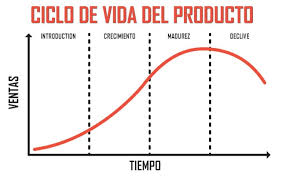 CICLO DE VIDA DEL PRODUCTO
INTRODUCTION CRECIMIENTO MADUREZ DECLIVE
VENTAS
TIEMPO